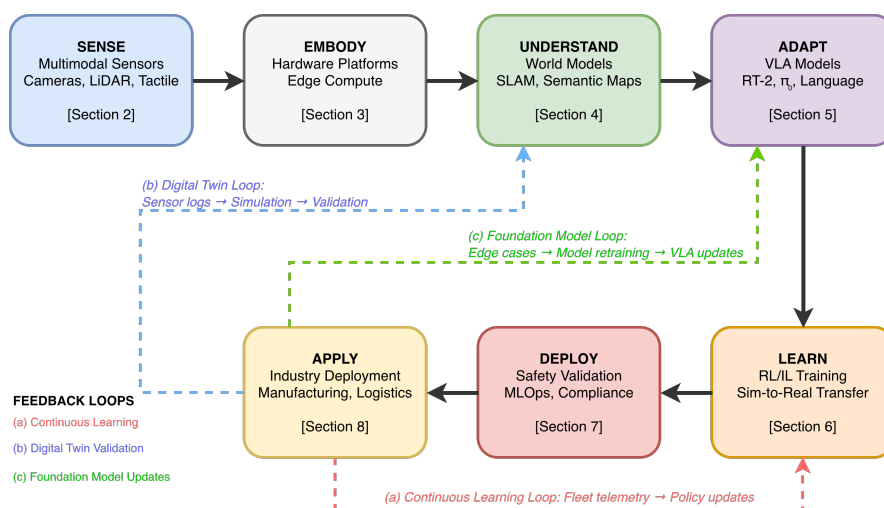 SENSE
Multimodal Sensors
Cameras, LiDAR, Tactile
[Section 2]
EMBODY
Hardware Platforms
Edge Compute
[Section 3]
UNDERSTAND
World Models
SLAM, Semantic Maps
[Section 4]
ADAPT
VLA Models
RT-2, π₀, Language
[Section 5]
(b) Digital Twin Loop:
Sensor logs → Simulation → Validation
(c) Foundation Model Loop:
Edge cases → Model retraining → VLA updates
APPLY
Industry Deployment
Manufacturing, Logistics
[Section 8]
DEPLOY
Safety Validation
MLOps, Compliance
[Section 7]
LEARN
RL/IL Training
Sim-to-Real Transfer
[Section 6]
FEEDBACK LOOPS
(a) Continuous Learning
(b) Digital Twin Validation
(c) Foundation Model Updates
(a) Continuous Learning Loop: Fleet telemetry → Policy updates